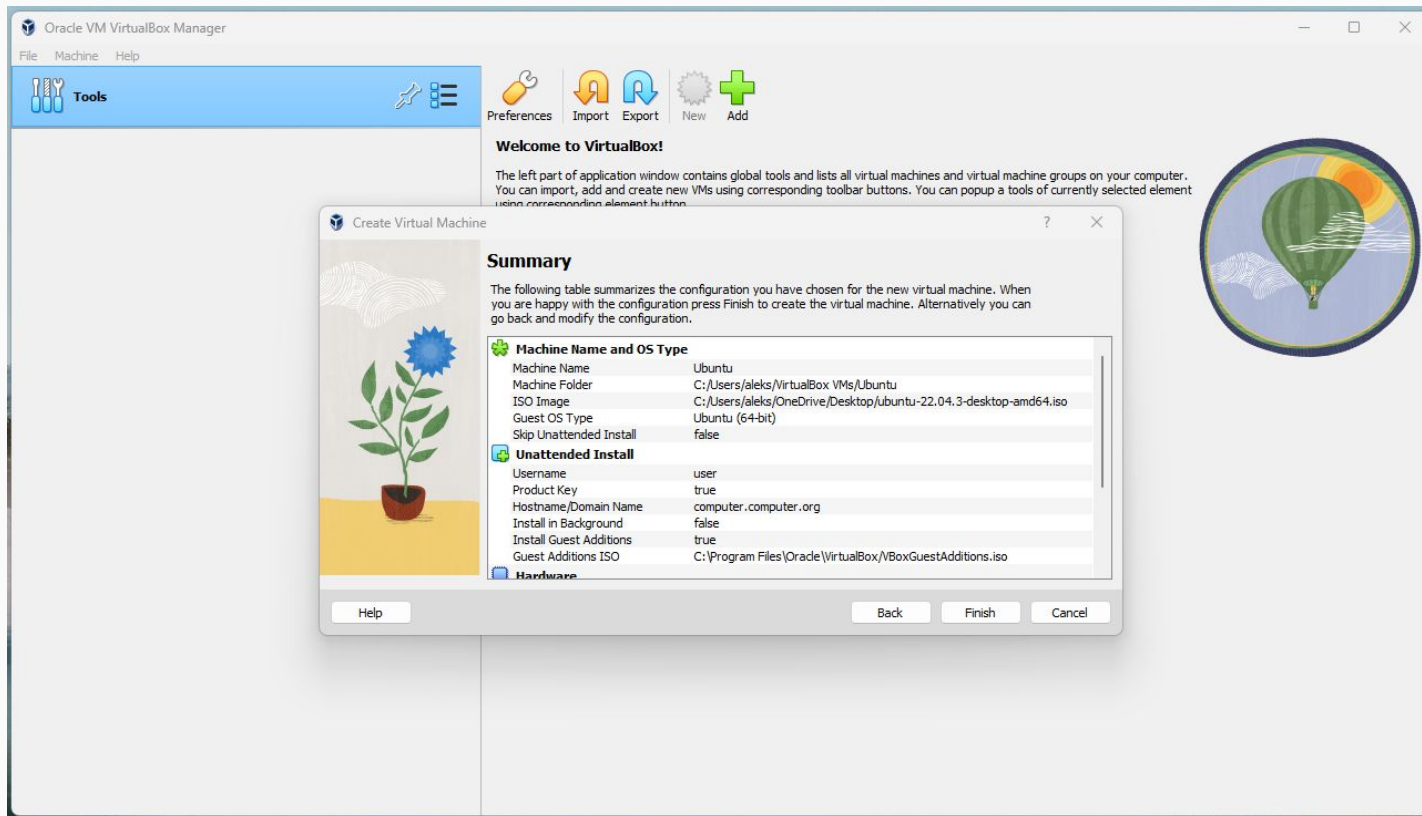 Oracle VM VirtualBox Manager
File Machine Help
Tools
Preferences Import Export New Add
Welcome to VirtualBox!
The left part of application window contains global tools and lists all virtual machines and virtual machine groups on your computer.
You can import, add and create new VMs using corresponding toolbar buttons. You can popup a tools of currently selected element
using corresponding element button
Create Virtual Machine ?
Summary
The following table summarizes the configuration you have chosen for the new virtual machine. When
you are happy with the configuration press Finish to create the virtual machine. Alternatively you can
go back and modify the configuration.
Machine Name and OS Type
Machine Name Ubuntu
Machine Folder C:/Users/aleks/VirtualBox VMs/Ubuntu
ISO Image C:/Users/aleks/OneDrive/Desktop/ubuntu-22.04.3-desktop-amd64.iso
Guest OS Type Ubuntu (64-bit)
Skip Unattended Install false
Unattended Install
Username user
Product Key true
Hostname/Domain Name computer.computer.org
Install in Background false
Install Guest Additions true
Guest Additions ISO C:\Program Files\Oracle\VirtualBox/VBoxGuestAdditions.iso
Hardware
Help Back Finish Cancel